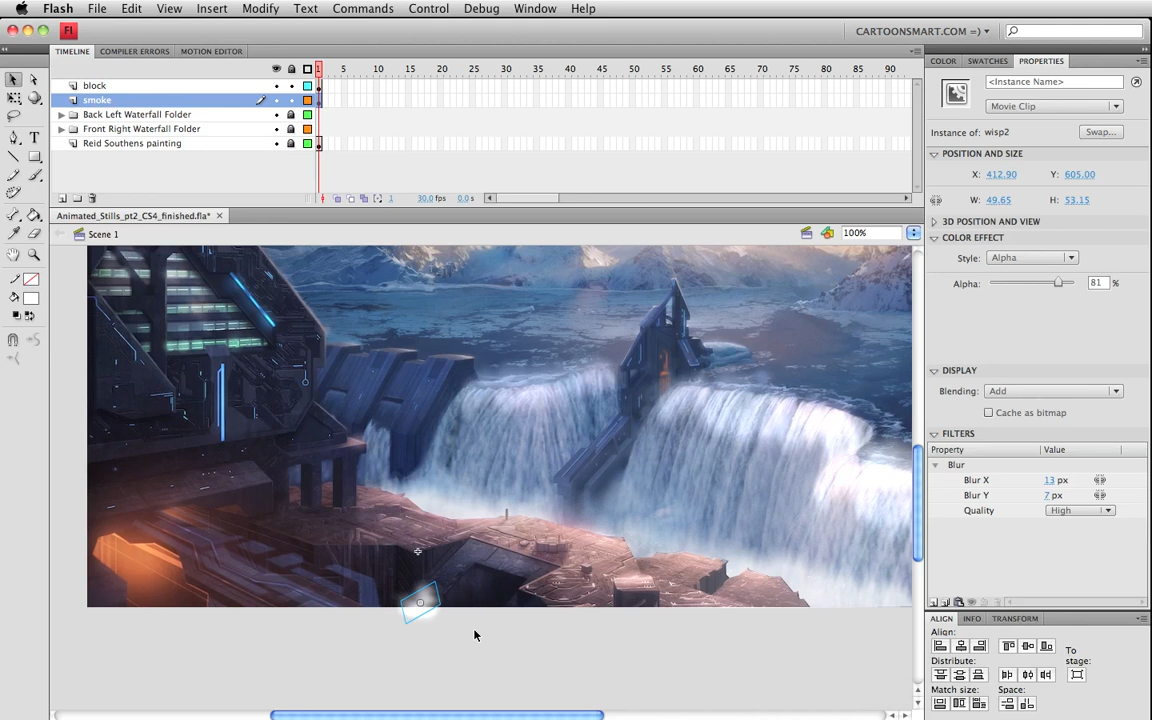 Flash File Edit View Insert Modify Text Commands Control Debug Window Help
Fl CARTOONSMART.COM =)
TIMELINE COMPILER ERRORS MOTION EDITOR
1 5 10 15 20 25 30 35 40 45 50 55 60 65 70 75 80 85 90
block
smoke
Back Left Waterfall Folder
Front Right Waterfall Folder
Reid Southens painting
1 30.0 fps 0.0 s
Animated_Stills_pt2_CS4_finished.fla*
Scene 1 100%
T
COLOR SWATCHES PROPERTIES
<Instance Name>
Movie Clip
Instance of: wisp2 Swap...
POSITION AND SIZE
X: 412.90 Y: 605.00
W: 49.65 H: 53.15
3D POSITION AND VIEW
COLOR EFFECT
Style: Alpha
Alpha: 81 %
DISPLAY
Blending: Add
Cache as bitmap
FILTERS
Property Value
Blur
Blur X 13 px
Blur Y 7 px
Quality High
ALIGN INFO TRANSFORM
Align:
Distribute:
To stage:
Match size: Space: